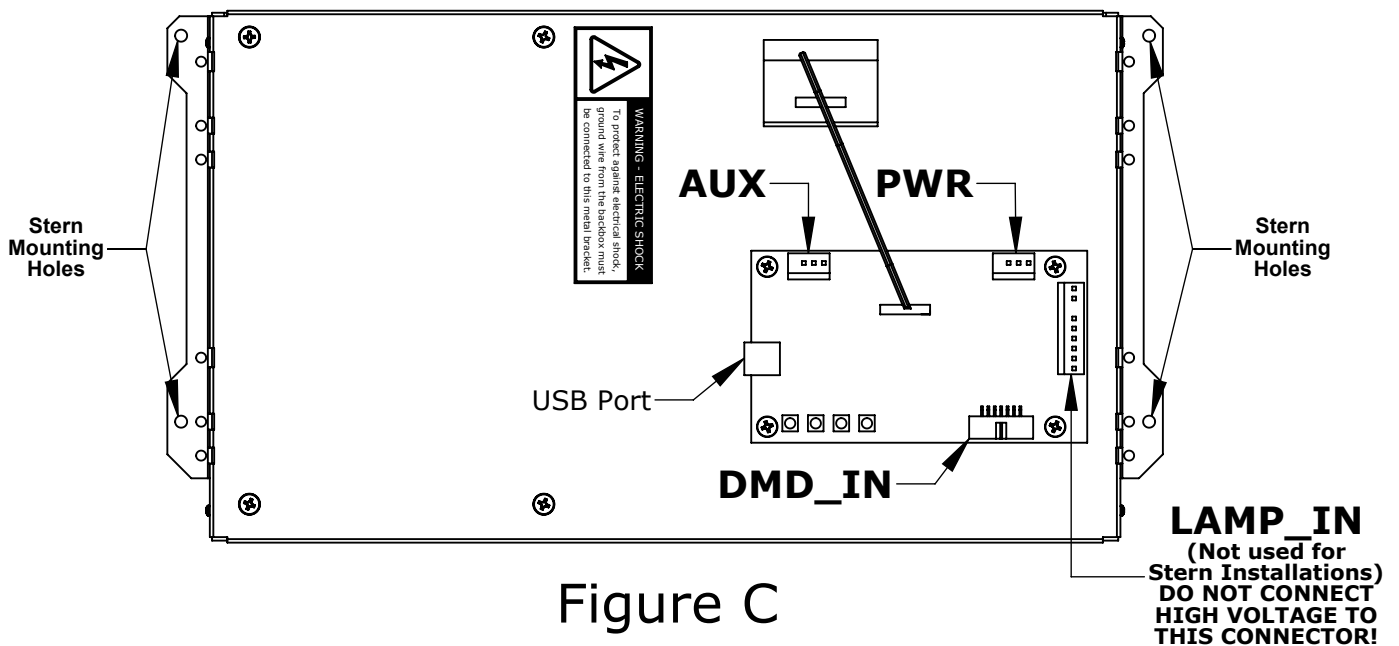 WARNING - ELECTRIC SHOCK
To protect against electrical shock,
ground wire from the backbox must
be connected to this metal bracket.
AUX
PWR
Stern
Mounting
Holes
Stern
Mounting
Holes
USB Port
DMD_IN
LAMP_IN
(Not used for
Stern Installations)
DO NOT CONNECT
HIGH VOLTAGE TO
THIS CONNECTOR!
Figure C